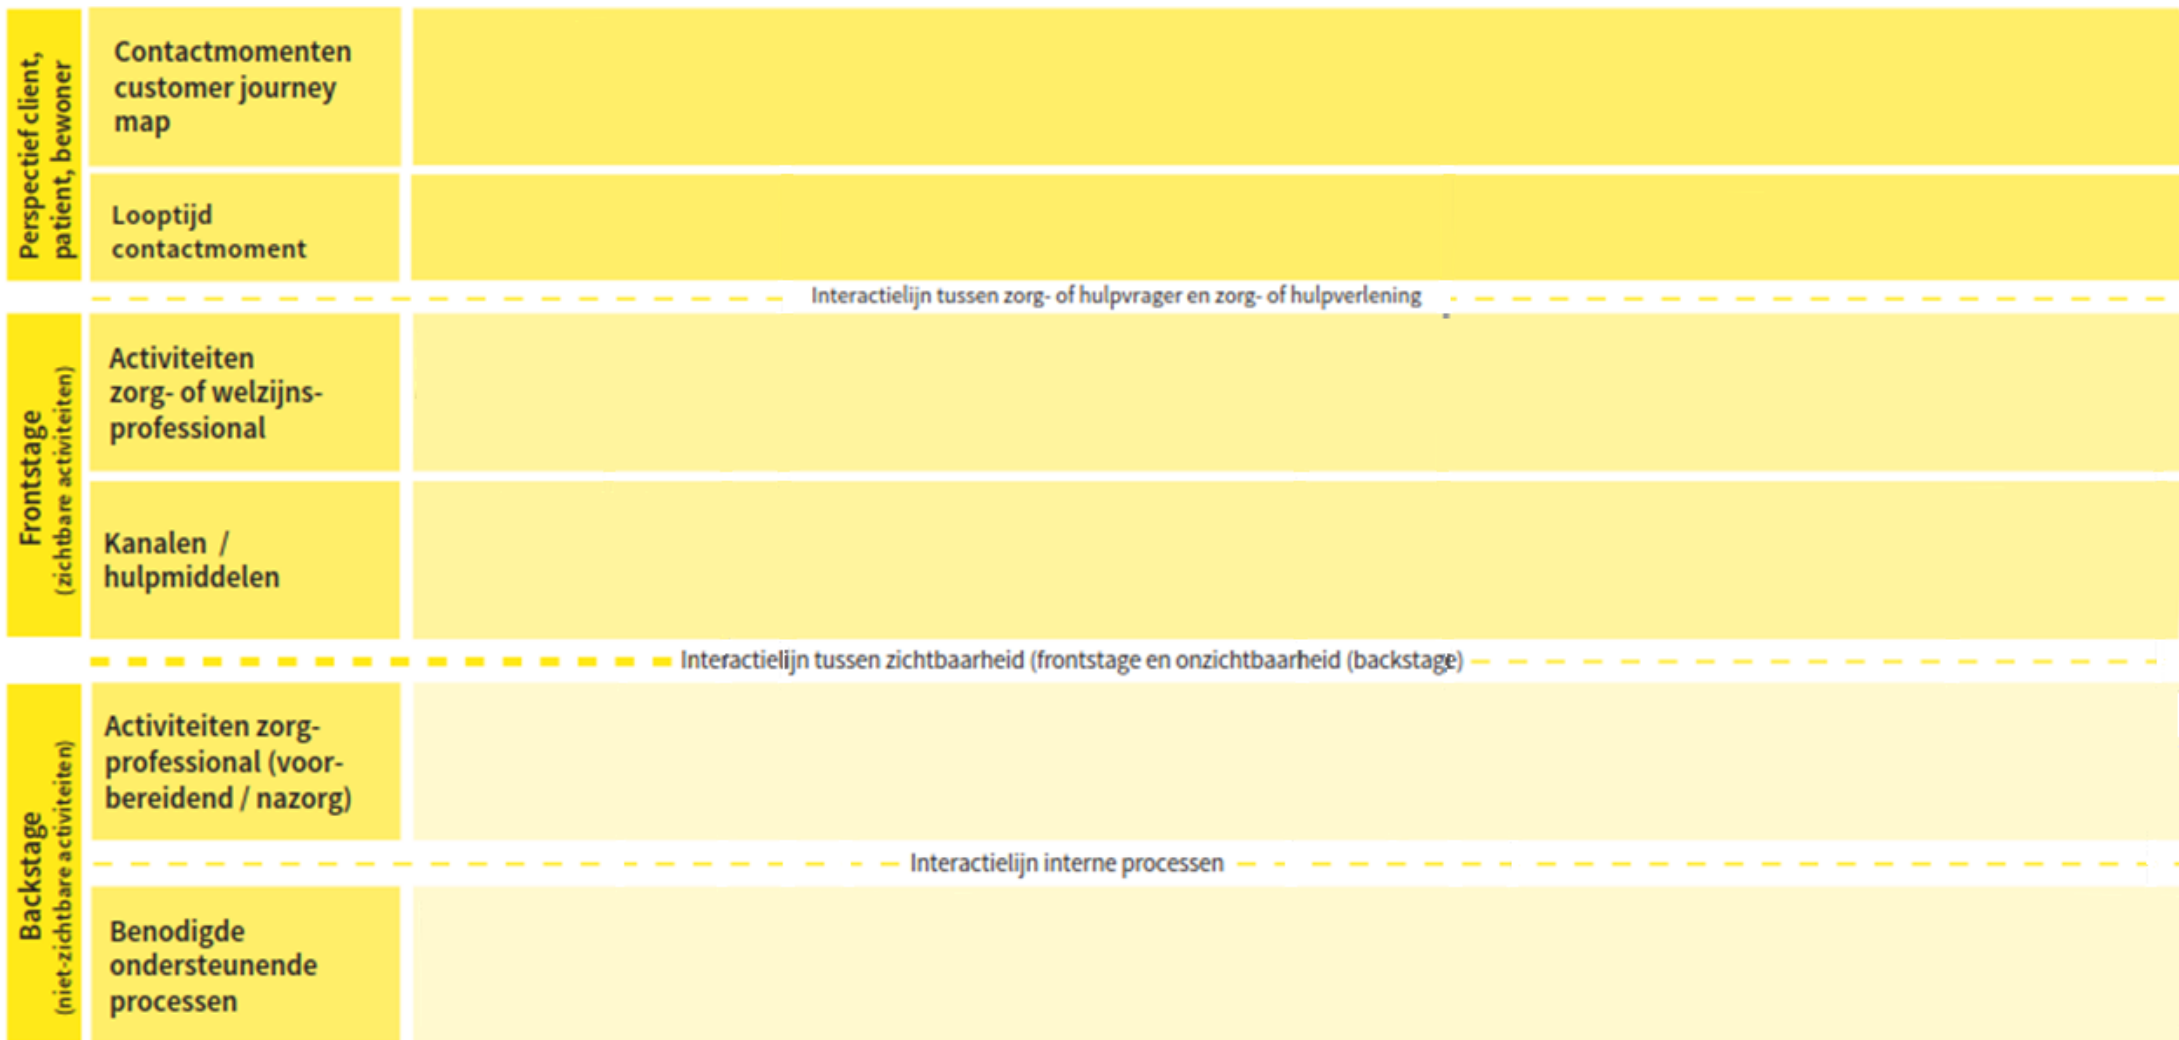 Perspectief client,
patient, bewoner
Contactmomenten
customer journey
map
Looptijd
contactmoment
Interactielijn tussen zorg- of hulpvrager en zorg- of hulpverlening
Frontstage
(zichtbare activiteiten)
Activiteiten
zorg- of welzijns-
professional
Kanalen /
hulpmiddelen
Interactielijn tussen zichtbaarheid (frontstage en onzichtbaarheid (backstage)
Backstage
(niet-zichtbare activiteiten)
Activiteiten zorg-
professional (voor-
bereidend / nazorg)
Interactielijn interne processen
Benodigde
ondersteunende
processen